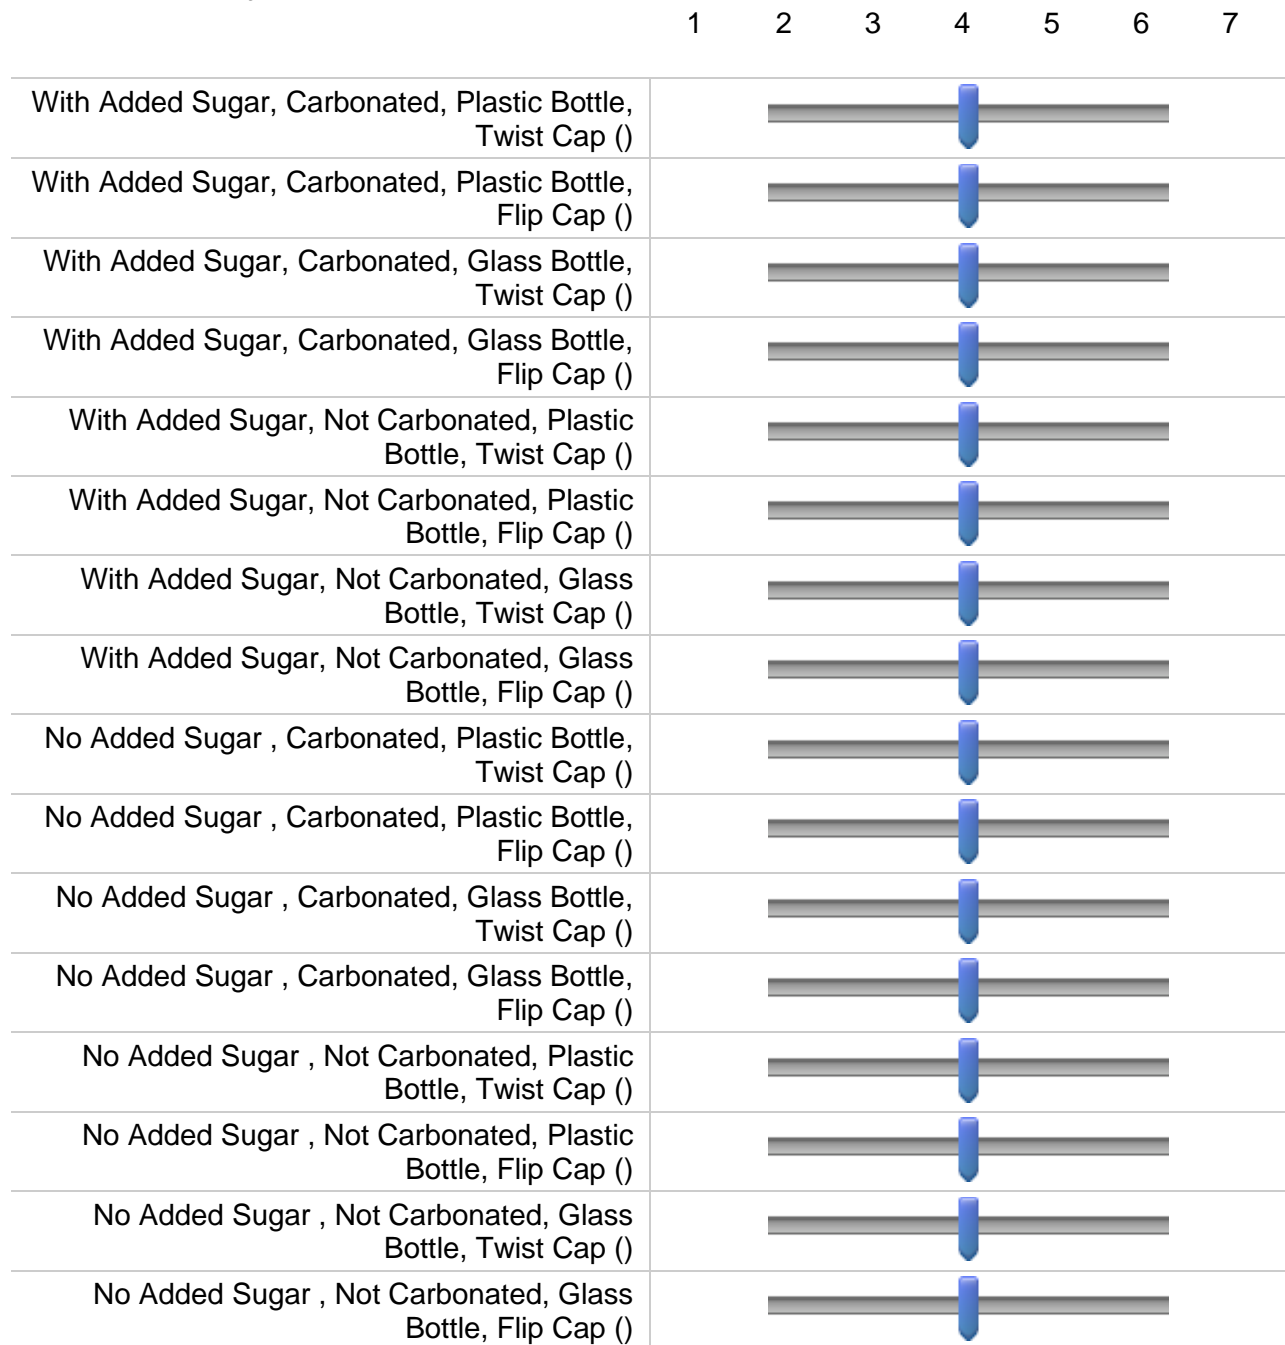 1 2 3 4 5 6 7
With Added Sugar, Carbonated, Plastic Bottle,
Twist Cap ()
With Added Sugar, Carbonated, Plastic Bottle,
Flip Cap ()
With Added Sugar, Carbonated, Glass Bottle,
Twist Cap ()
With Added Sugar, Carbonated, Glass Bottle,
Flip Cap ()
With Added Sugar, Not Carbonated, Plastic
Bottle, Twist Cap ()
With Added Sugar, Not Carbonated, Plastic
Bottle, Flip Cap ()
With Added Sugar, Not Carbonated, Glass
Bottle, Twist Cap ()
With Added Sugar, Not Carbonated, Glass
Bottle, Flip Cap ()
No Added Sugar , Carbonated, Plastic Bottle,
Twist Cap ()
No Added Sugar , Carbonated, Plastic Bottle,
Flip Cap ()
No Added Sugar , Carbonated, Glass Bottle,
Twist Cap ()
No Added Sugar , Carbonated, Glass Bottle,
Flip Cap ()
No Added Sugar , Not Carbonated, Plastic
Bottle, Twist Cap ()
No Added Sugar , Not Carbonated, Plastic
Bottle, Flip Cap ()
No Added Sugar , Not Carbonated, Glass
Bottle, Twist Cap ()
No Added Sugar , Not Carbonated, Glass
Bottle, Flip Cap ()